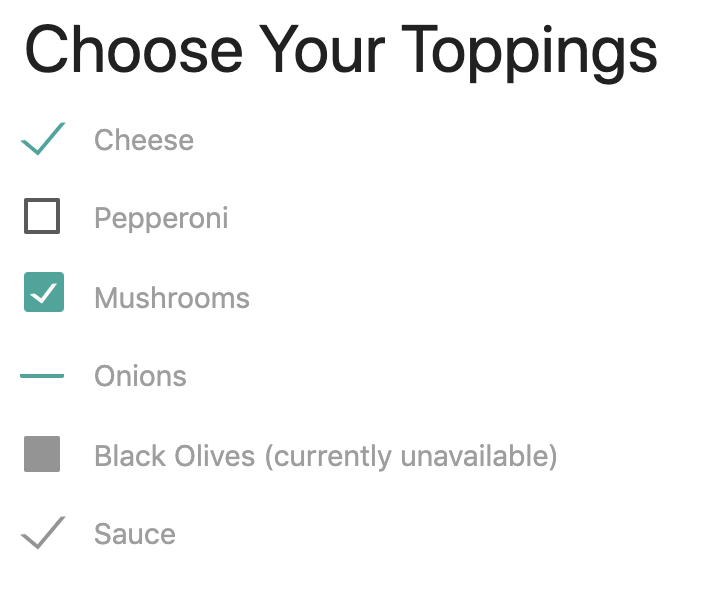 Choose Your Toppings
Cheese
Pepperoni
Mushrooms
Onions
Black Olives (currently unavailable)
Sauce